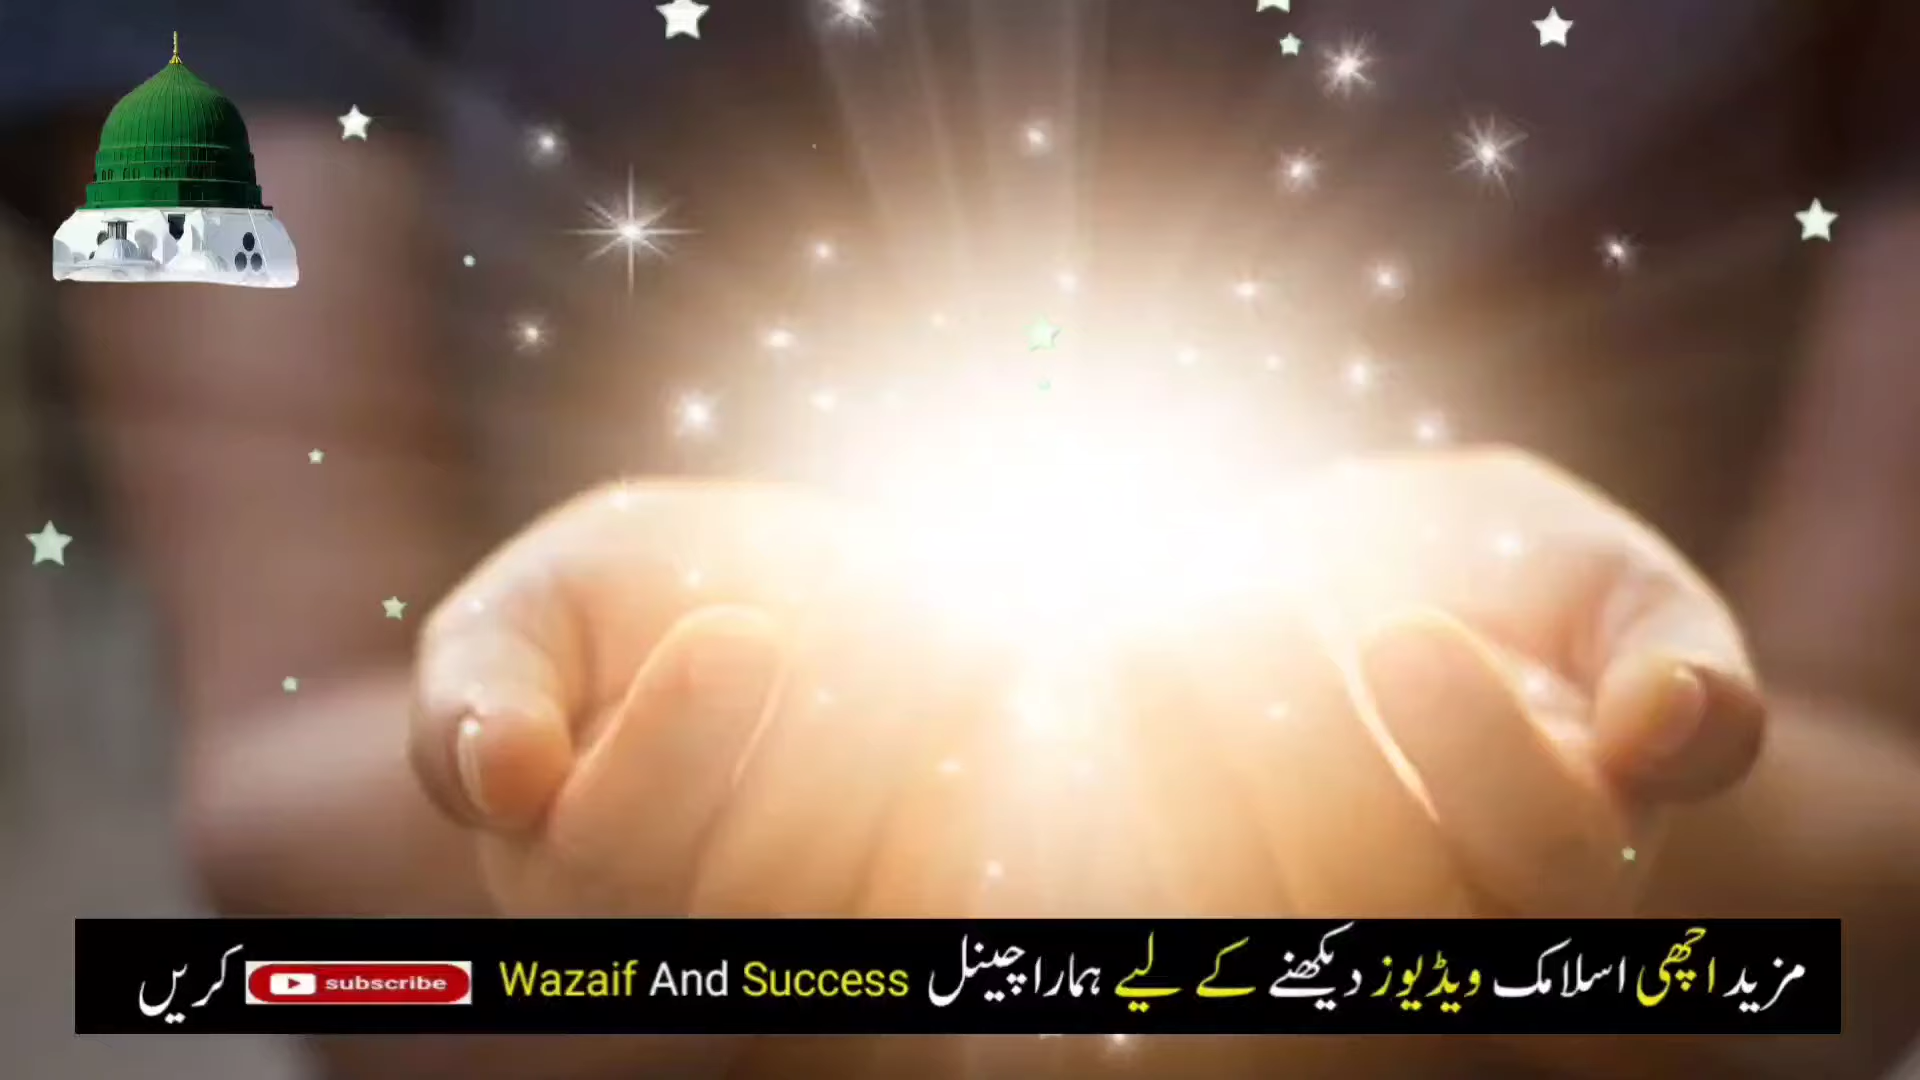 مزید اچھی اسلامک ویڈیوز دیکھنے کے لیے ہمارا چینل Wazaif And Success subscribe کریں